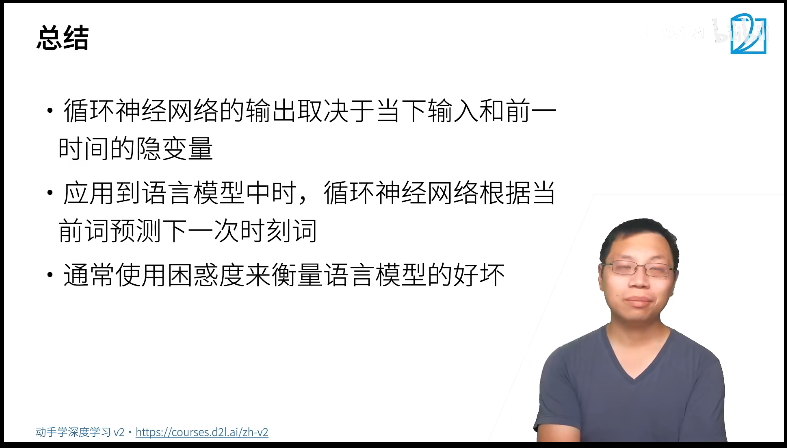 总结
• 循环神经网络的输出取决于当下输入和前一
时间的隐变量
• 应用到语言模型中时，循环神经网络根据当
前词预测下一次时刻词
• 通常使用困惑度来衡量语言模型的好坏
动手学深度学习 v2 • https://courses.d2l.ai/zh-v2